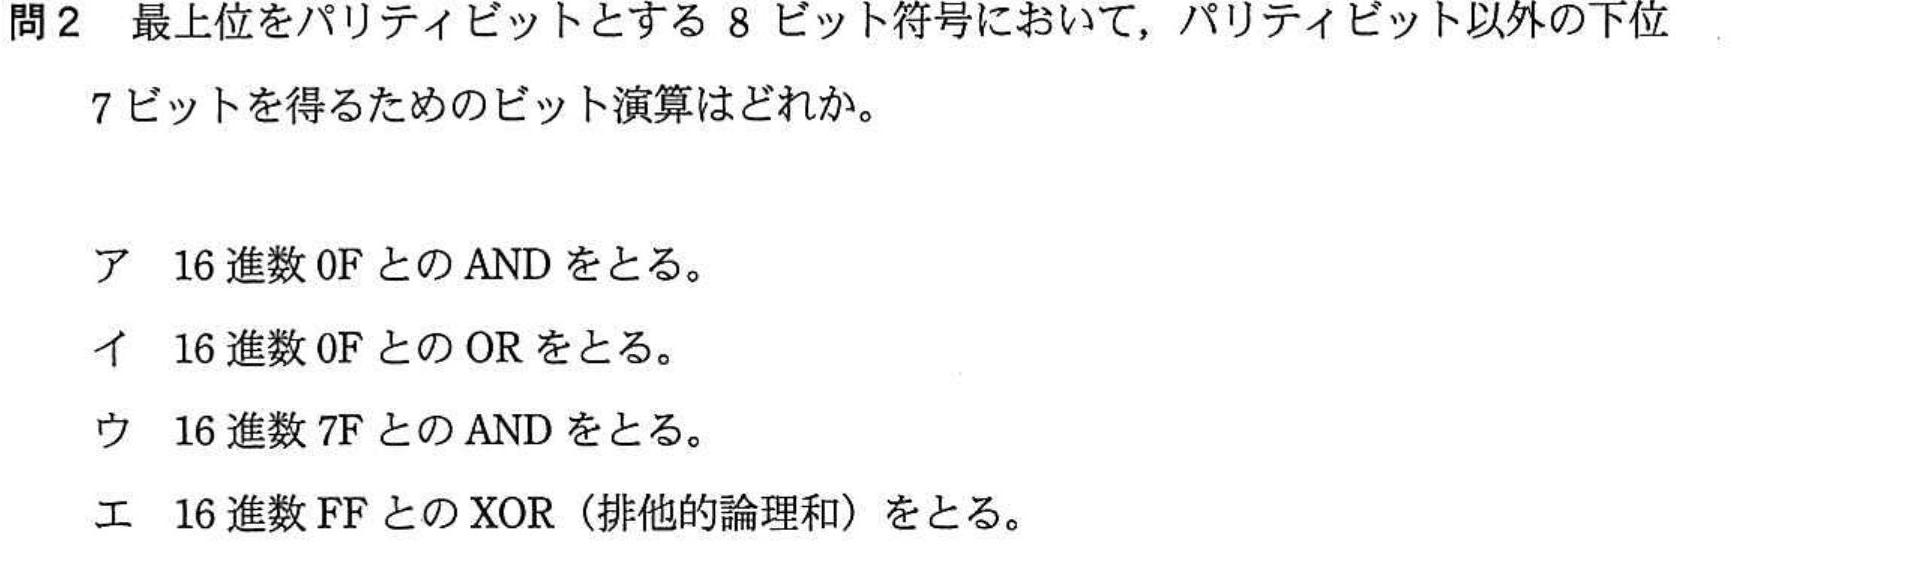 問2 最上位をパリティビットとする 8 ビット符号において，パリティビット以外の下位
7 ビットを得るためのビット演算はどれか。
ア 16 進数 0F との AND をとる。
イ 16 進数 0F との OR をとる。
ウ 16 進数 7F との AND をとる。
エ 16 進数 FF との XOR（排他的論理和）をとる。